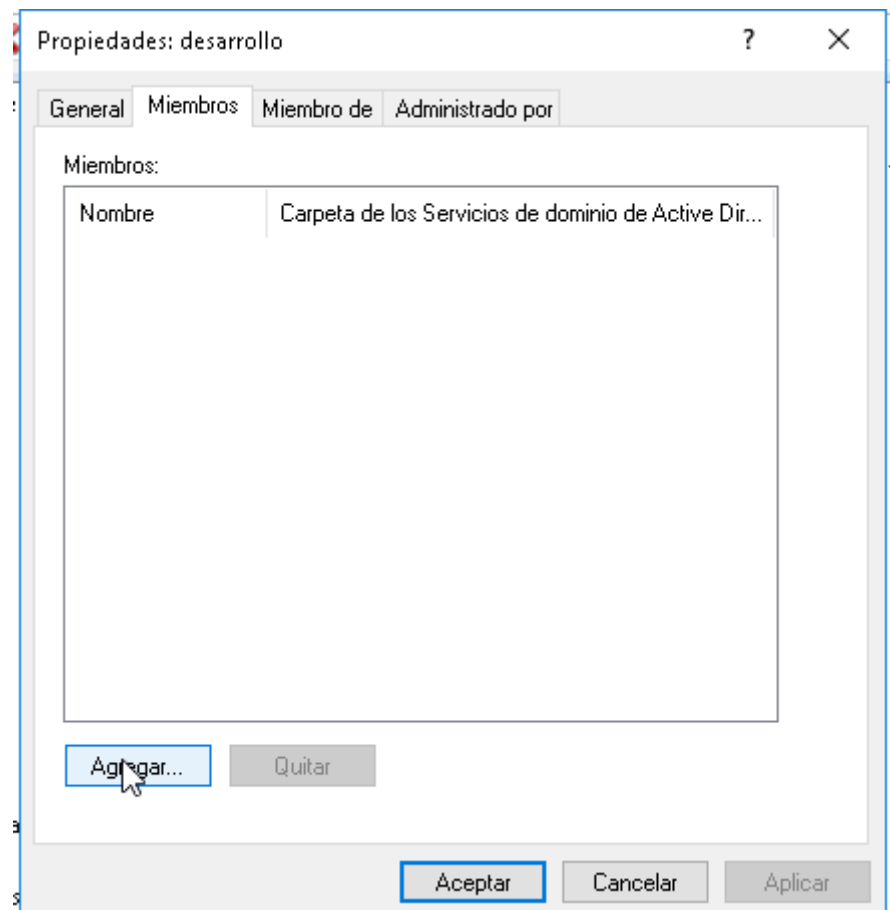 Propiedades: desarrollo ?
General Miembros Miembro de Administrado por
Miembros:
Nombre Carpeta de los Servicios de dominio de Active Dir...
Agregar... Quitar
Aceptar Cancelar Aplicar